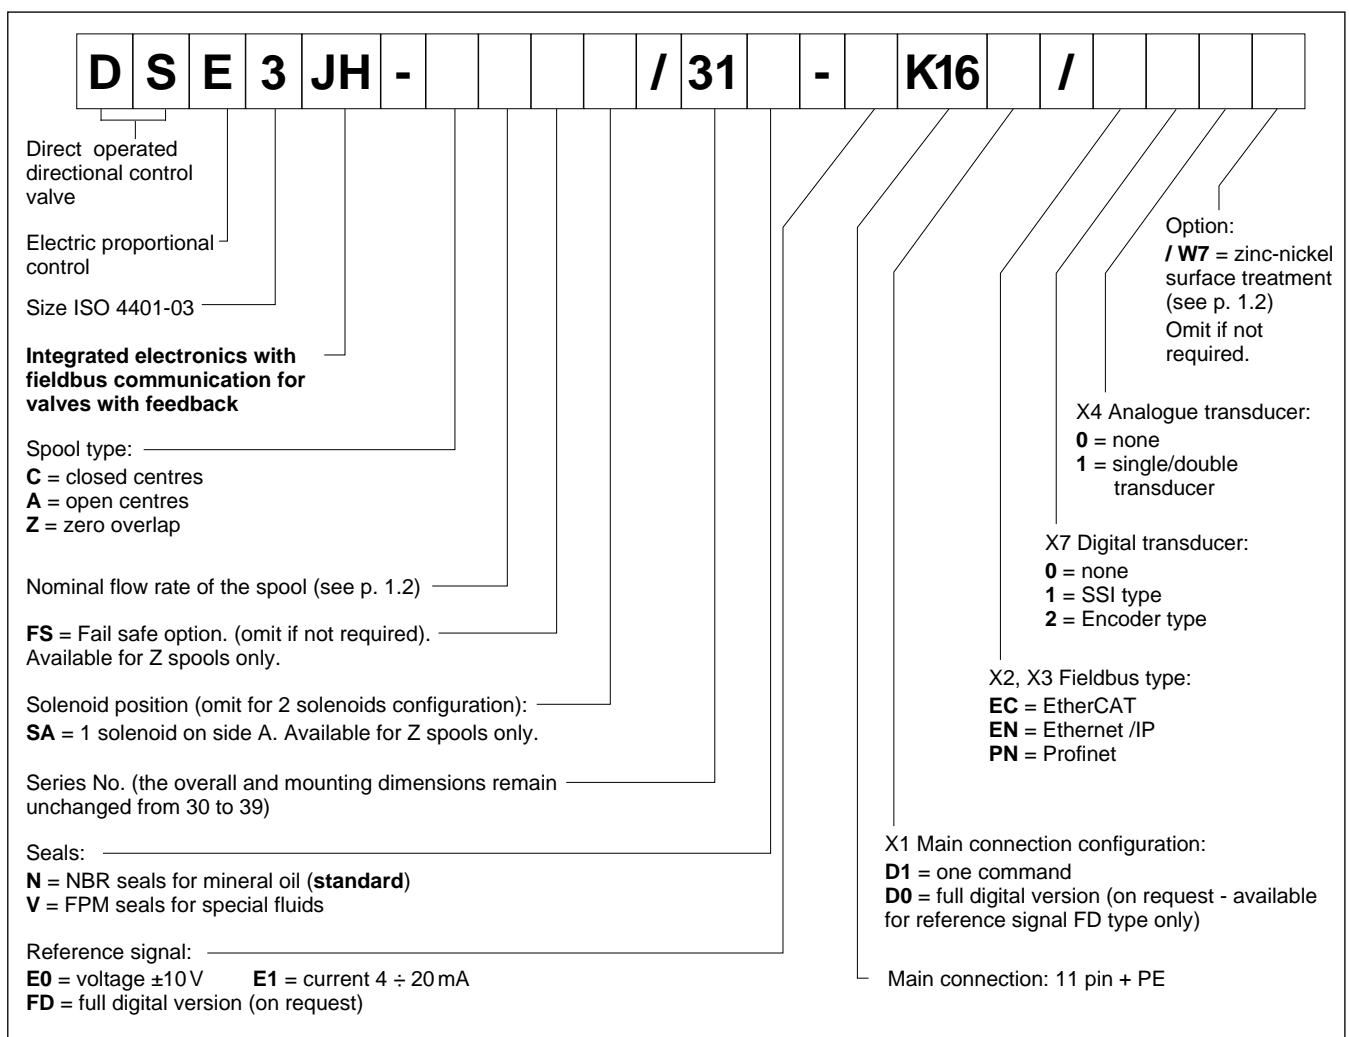 D S E 3 JH - / 31 - K16 /
Direct operated
directional control
valve
Electric proportional
control
Size ISO 4401-03
Integrated electronics with
fieldbus communication for
valves with feedback
Spool type:
C = closed centres
A = open centres
Z = zero overlap
Nominal flow rate of the spool (see p. 1.2)
FS = Fail safe option. (omit if not required).
Available for Z spools only.
Solenoid position (omit for 2 solenoids configuration):
SA = 1 solenoid on side A. Available for Z spools only.
Series No. (the overall and mounting dimensions remain
unchanged from 30 to 39)
Seals:
N = NBR seals for mineral oil (standard)
V = FPM seals for special fluids
Reference signal:
E0 = voltage ±10 V E1 = current 4 ÷ 20 mA
FD = full digital version (on request)
Option:
/ W7 = zinc-nickel
surface treatment
(see p. 1.2)
Omit if not
required.
X4 Analogue transducer:
0 = none
1 = single/double
transducer
X7 Digital transducer:
0 = none
1 = SSI type
2 = Encoder type
X2, X3 Fieldbus type:
EC = EtherCAT
EN = Ethernet /IP
PN = Profinet
X1 Main connection configuration:
D1 = one command
D0 = full digital version (on request - available
for reference signal FD type only)
Main connection: 11 pin + PE